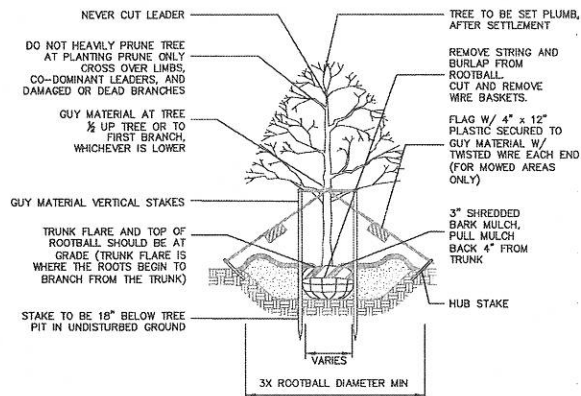 NEVER CUT LEADER
DO NOT HEAVILY PRUNE TREE
AT PLANTING PRUNE ONLY
CROSS OVER LIMBS,
CO-DOMINANT LEADERS, AND
DAMAGED OR DEAD BRANCHES
GUY MATERIAL AT TREE
½ UP TREE OR TO
FIRST BRANCH,
WHICHEVER IS LOWER
GUY MATERIAL VERTICAL STAKES
TRUNK FLARE AND TOP OF
ROOTBALL SHOULD BE AT
GRADE (TRUNK FLARE IS
WHERE THE ROOTS BEGIN TO
BRANCH FROM THE TRUNK)
STAKE TO BE 18" BELOW TREE
PIT IN UNDISTURBED GROUND
TREE TO BE SET PLUMB,
AFTER SETTLEMENT
REMOVE STRING AND
BURLAP FROM
ROOTBALL.
CUT AND REMOVE
WIRE BASKETS.
FLAG W/ 4" x 12"
PLASTIC SECURED TO
GUY MATERIAL W/
TWISTED WIRE EACH END
(FOR MOWED AREAS
ONLY)
3" SHREDDED
BARK MULCH,
PULL MULCH
BACK 4" FROM
TRUNK
HUB STAKE
VARIES
3X ROOTBALL DIAMETER MIN